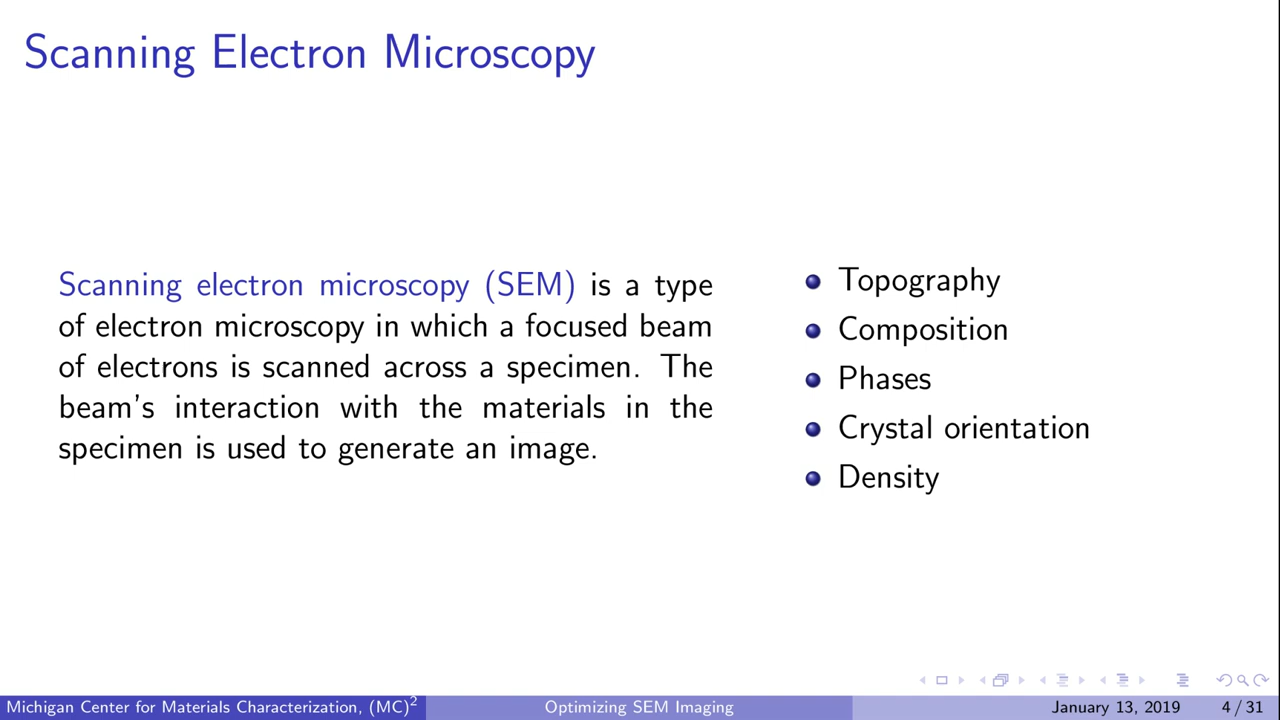 Scanning Electron Microscopy
Scanning electron microscopy (SEM) is a type
of electron microscopy in which a focused beam
of electrons is scanned across a specimen. The
beam's interaction with the materials in the
specimen is used to generate an image.
Topography
Composition
Phases
Crystal orientation
Density
Michigan Center for Materials Characterization, (MC)²
Optimizing SEM Imaging
January 13, 2019
4 / 31